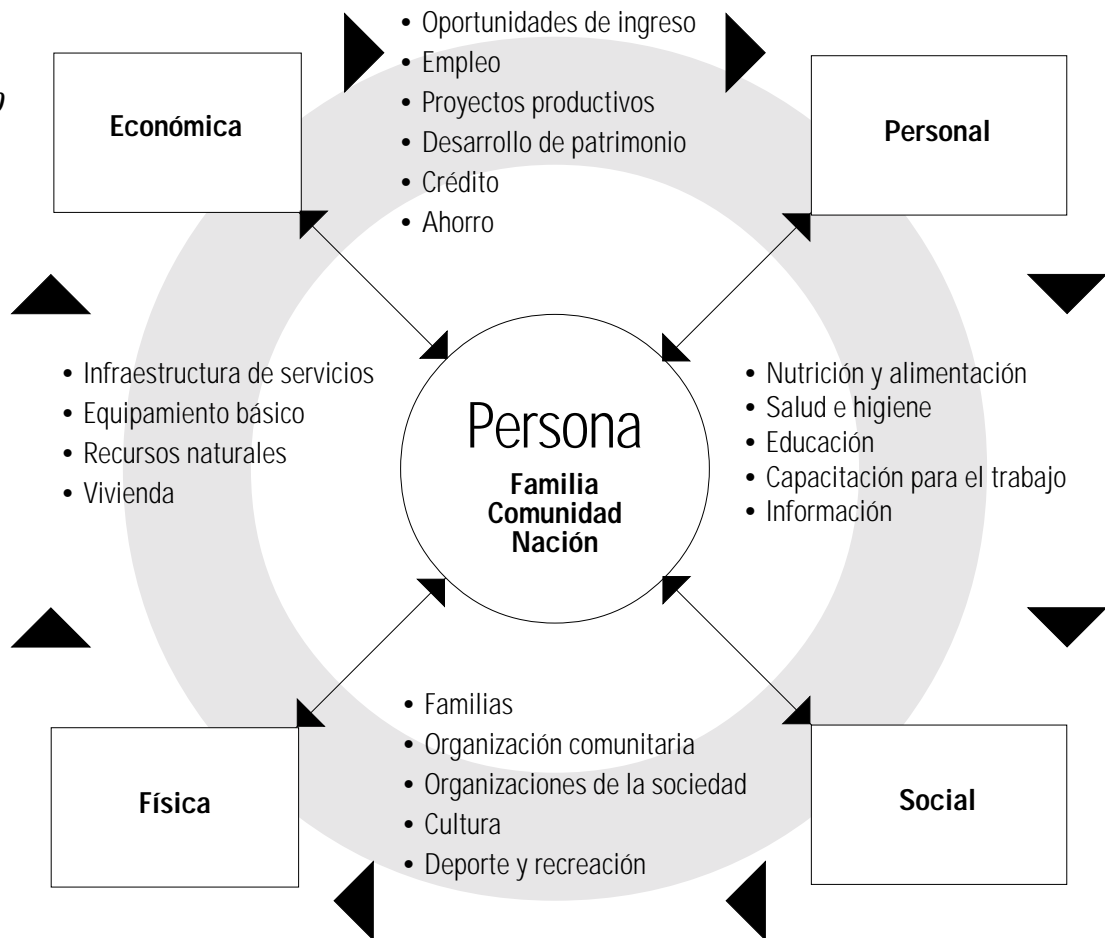 • Oportunidades de ingreso
• Empleo
• Proyectos productivos
• Desarrollo de patrimonio
• Crédito
• Ahorro
Económica
Personal
• Infraestructura de servicios
• Equipamiento básico
• Recursos naturales
• Vivienda
Persona
Familia
Comunidad
Nación
• Nutrición y alimentación
• Salud e higiene
• Educación
• Capacitación para el trabajo
• Información
• Familias
• Organización comunitaria
• Organizaciones de la sociedad
• Cultura
• Deporte y recreación
Física
Social